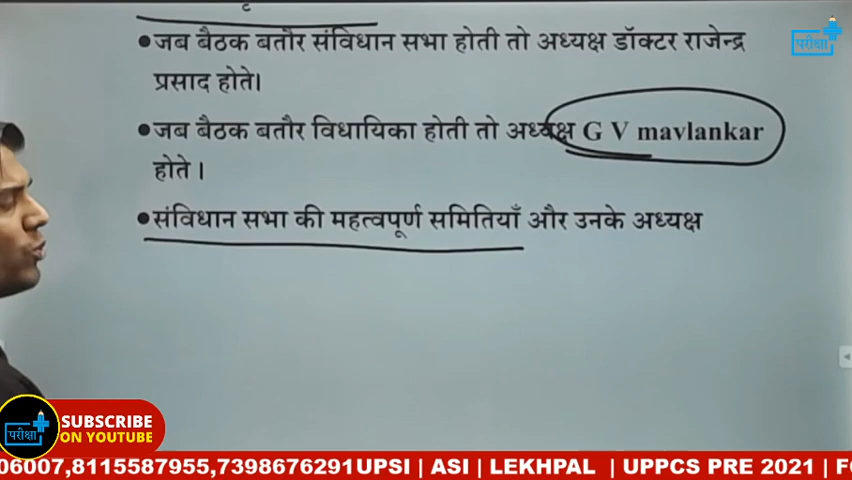 ●जब बैठक बतौर संविधान सभा होती तो अध्यक्ष डॉक्टर राजेन्द्र
प्रसाद होते।
●जब बैठक बतौर विधायिका होती तो अध्यक्ष G V mavlankar
होते ।
●संविधान सभा की महत्वपूर्ण समितियाँ और उनके अध्यक्ष
परीक्षा
परीक्षा
SUBSCRIBE
ON YOUTUBE
06007,8115587955,7398676291UPSI | ASI | LEKHPAL | UPPCS PRE 2021 | F